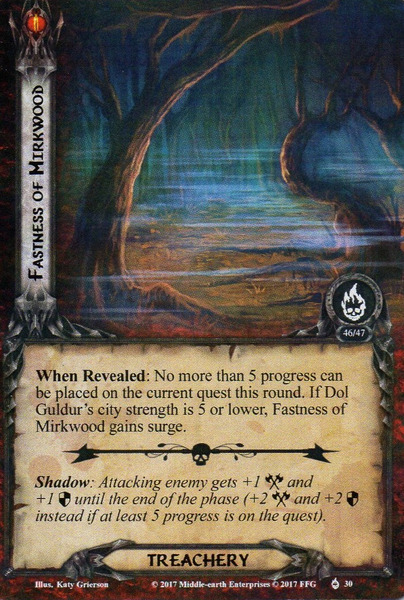 FASTNESS OF MIRKWOOD
46/47
When Revealed: No more than 5 progress can
be placed on the current quest this round. If Dol
Guldur's city strength is 5 or lower, Fastness of
Mirkwood gains surge.
Shadow: Attacking enemy gets +1 and
+1 until the end of the phase (+2 and +2
instead if at least 5 progress is on the quest).
TREACHERY
Illus. Katy Grierson © 2017 Middle-earth Enterprises © 2017 FFG 30